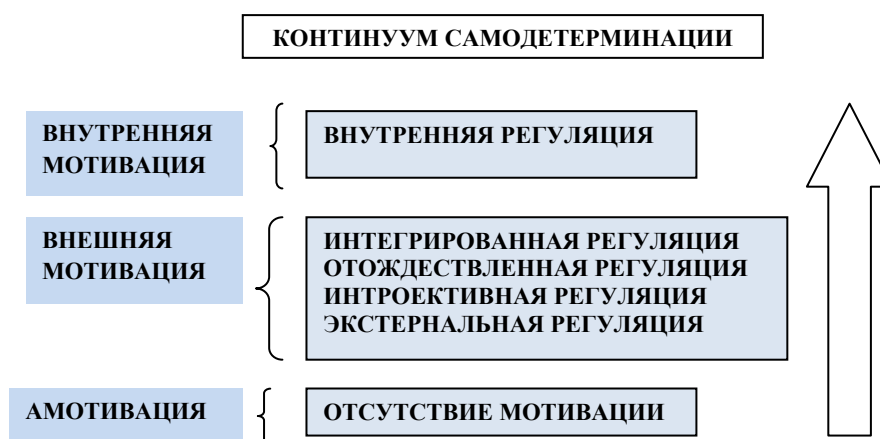 КОНТИНУУМ САМОДЕТЕРМИНАЦИИ
ВНУТРЕННЯЯ
МОТИВАЦИЯ
ВНУТРЕННЯЯ РЕГУЛЯЦИЯ
ВНЕШНЯЯ
МОТИВАЦИЯ
ИНТЕГРИРОВАННАЯ РЕГУЛЯЦИЯ
ОТОЖДЕСТВЛЕННАЯ РЕГУЛЯЦИЯ
ИНТРОЕКТИВНАЯ РЕГУЛЯЦИЯ
ЭКСТЕРНАЛЬНАЯ РЕГУЛЯЦИЯ
АМОТИВАЦИЯ
ОТСУТСТВИЕ МОТИВАЦИИ